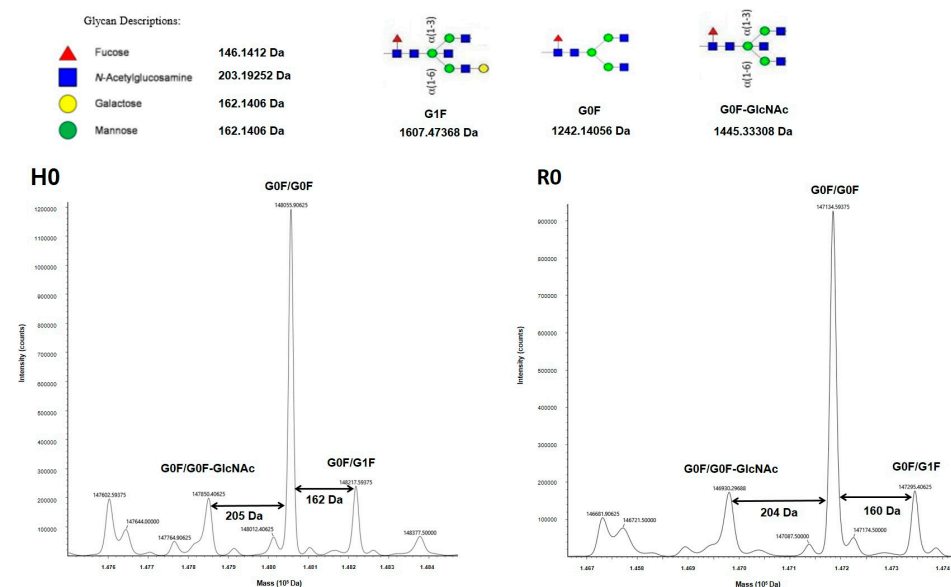 Glycan Descriptions:
Fucose 146.1412 Da
N-Acetylglucosamine 203.19252 Da
Galactose 162.1406 Da
Mannose 162.1406 Da
α(1-3)
α(1-6)
G1F
1607.47368 Da
G0F
1242.14056 Da
α(1-3)
α(1-6)
G0F-GlcNAc
1445.33308 Da
H0
G0F/G0F
148055.90625
1200000
1100000
1000000
900000
800000
700000
600000
500000
400000
300000
200000
100000
Intensity (counts)
G0F/G0F-GlcNAc
G0F/G1F
147602.59375
147644.00000
147764.90625
147850.40625
148012.40625
148217.59375
148377.50000
205 Da
162 Da
1.476 1.477 1.478 1.479 1.480 1.481 1.482 1.483 1.484
Mass (10⁵ Da)
R0
G0F/G0F
147134.59375
900000
800000
700000
600000
500000
400000
300000
200000
100000
Intensity (counts)
G0F/G0F-GlcNAc
G0F/G1F
146681.90625
146721.50000
146930.29688
147087.50000
147174.50000
147295.40625
204 Da
160 Da
1.467 1.458 1.469 1.470 1.471 1.472 1.473 1.474
Mass (10⁵ Da)